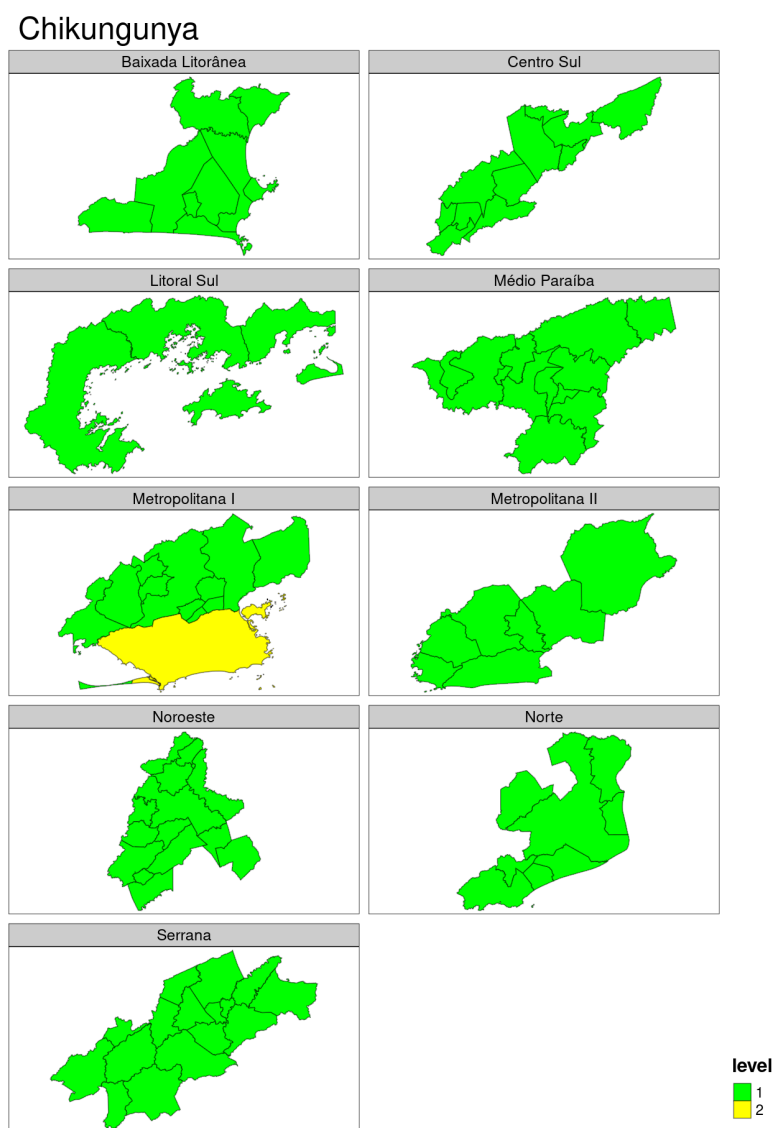 Chikungunya
Baixada Litorânea
Centro Sul
Litoral Sul
Médio Paraíba
Metropolitana I
Metropolitana II
Noroeste
Norte
Serrana
level
1
2